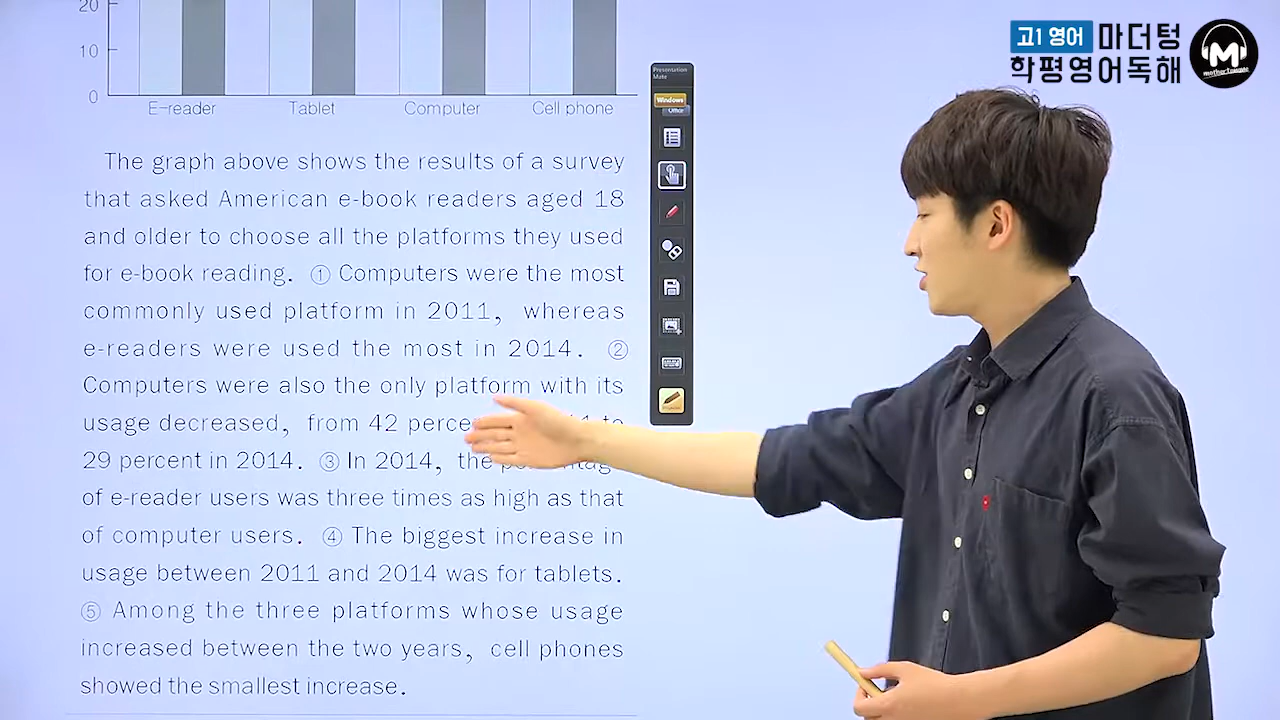 20
10
0
E-reader Tablet Computer Cell phone
The graph above shows the results of a survey
that asked American e-book readers aged 18
and older to choose all the platforms they used
for e-book reading. ① Computers were the most
commonly used platform in 2011, whereas
e-readers were used the most in 2014. ②
Computers were also the only platform with its
usage decreased, from 42 to
29 percent in 2014. ③ In 2014, the
of e-reader users was three times as high as that
of computer users. ④ The biggest increase in
usage between 2011 and 2014 was for tablets.
⑤ Among the three platforms whose usage
increased between the two years, cell phones
showed the smallest increase.
Presentation
Mate
Windows
Office
고1 영어 마더텅
학평영어독해
M